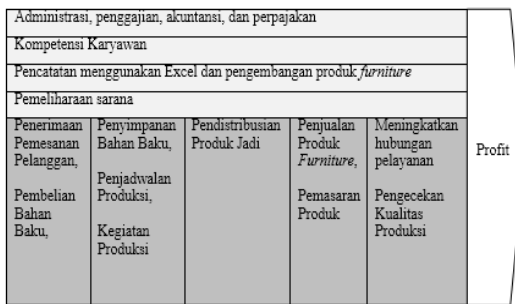 Administrasi, penggajian, akuntansi, dan perpajakan
Kompetensi Karyawan
Pencatatan menggunakan Excel dan pengembangan produk furniture
Pemeliharaan sarana
Penerimaan
Pemesanan
Pelanggan,
Pembelian
Bahan
Baku,
Penyimpanan
Bahan Baku,
Penjadwalan
Produksi,
Kegiatan
Produksi
Pendistribusian
Produk Jadi
Penjualan
Produk
Furniture,
Pemasaran
Produk
Meningkatkan
hubungan
pelayanan
Pengecekan
Kualitas
Produksi
Profit